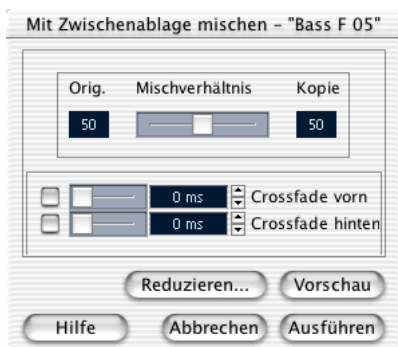 Mit Zwischenablage mischen – "Bass F 05"
Orig. Mischverhältnis Kopie
50 50
0 ms Crossfade vorn
0 ms Crossfade hinten
Reduzieren... Vorschau
Hilfe Abbrechen Ausführen